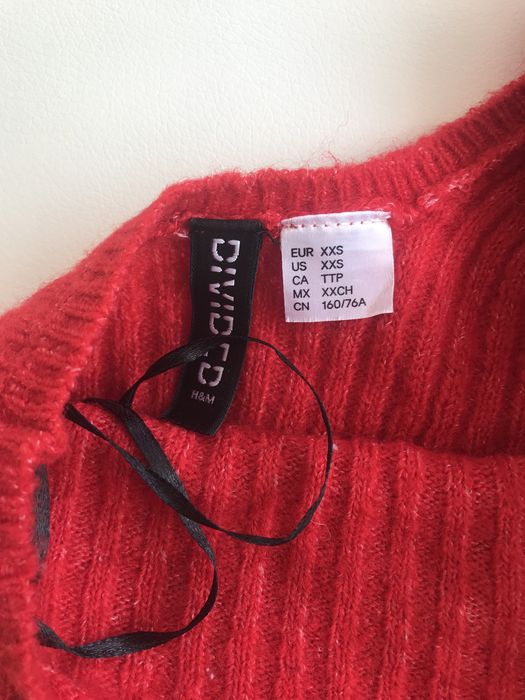 DIVIDED
H&M
EUR XXS
US XXS
CA TTP
MX XXCH
CN 160/76A